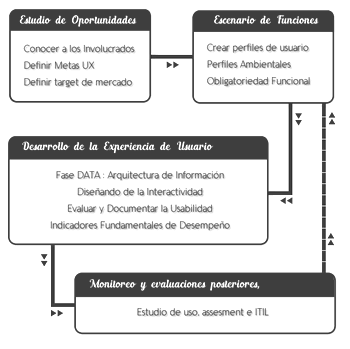 Estudio de Oportunidades
Conocer a los Involucrados
Definir Metas UX
Definir target de mercado
Escenario de Funciones
Crear perfiles de usuario
Perfiles Ambientales
Obligatoriedad Funcional
Desarrollo de la Experiencia de Usuario
Fase DATA : Arquitectura de Información
Diseñando de la Interactividad
Evaluar y Documentar la Usabilidad
Indicadores Fundamentales de Desempeño
Monitoreo y evaluaciones posteriores,
Estudio de uso, assesment e ITIL